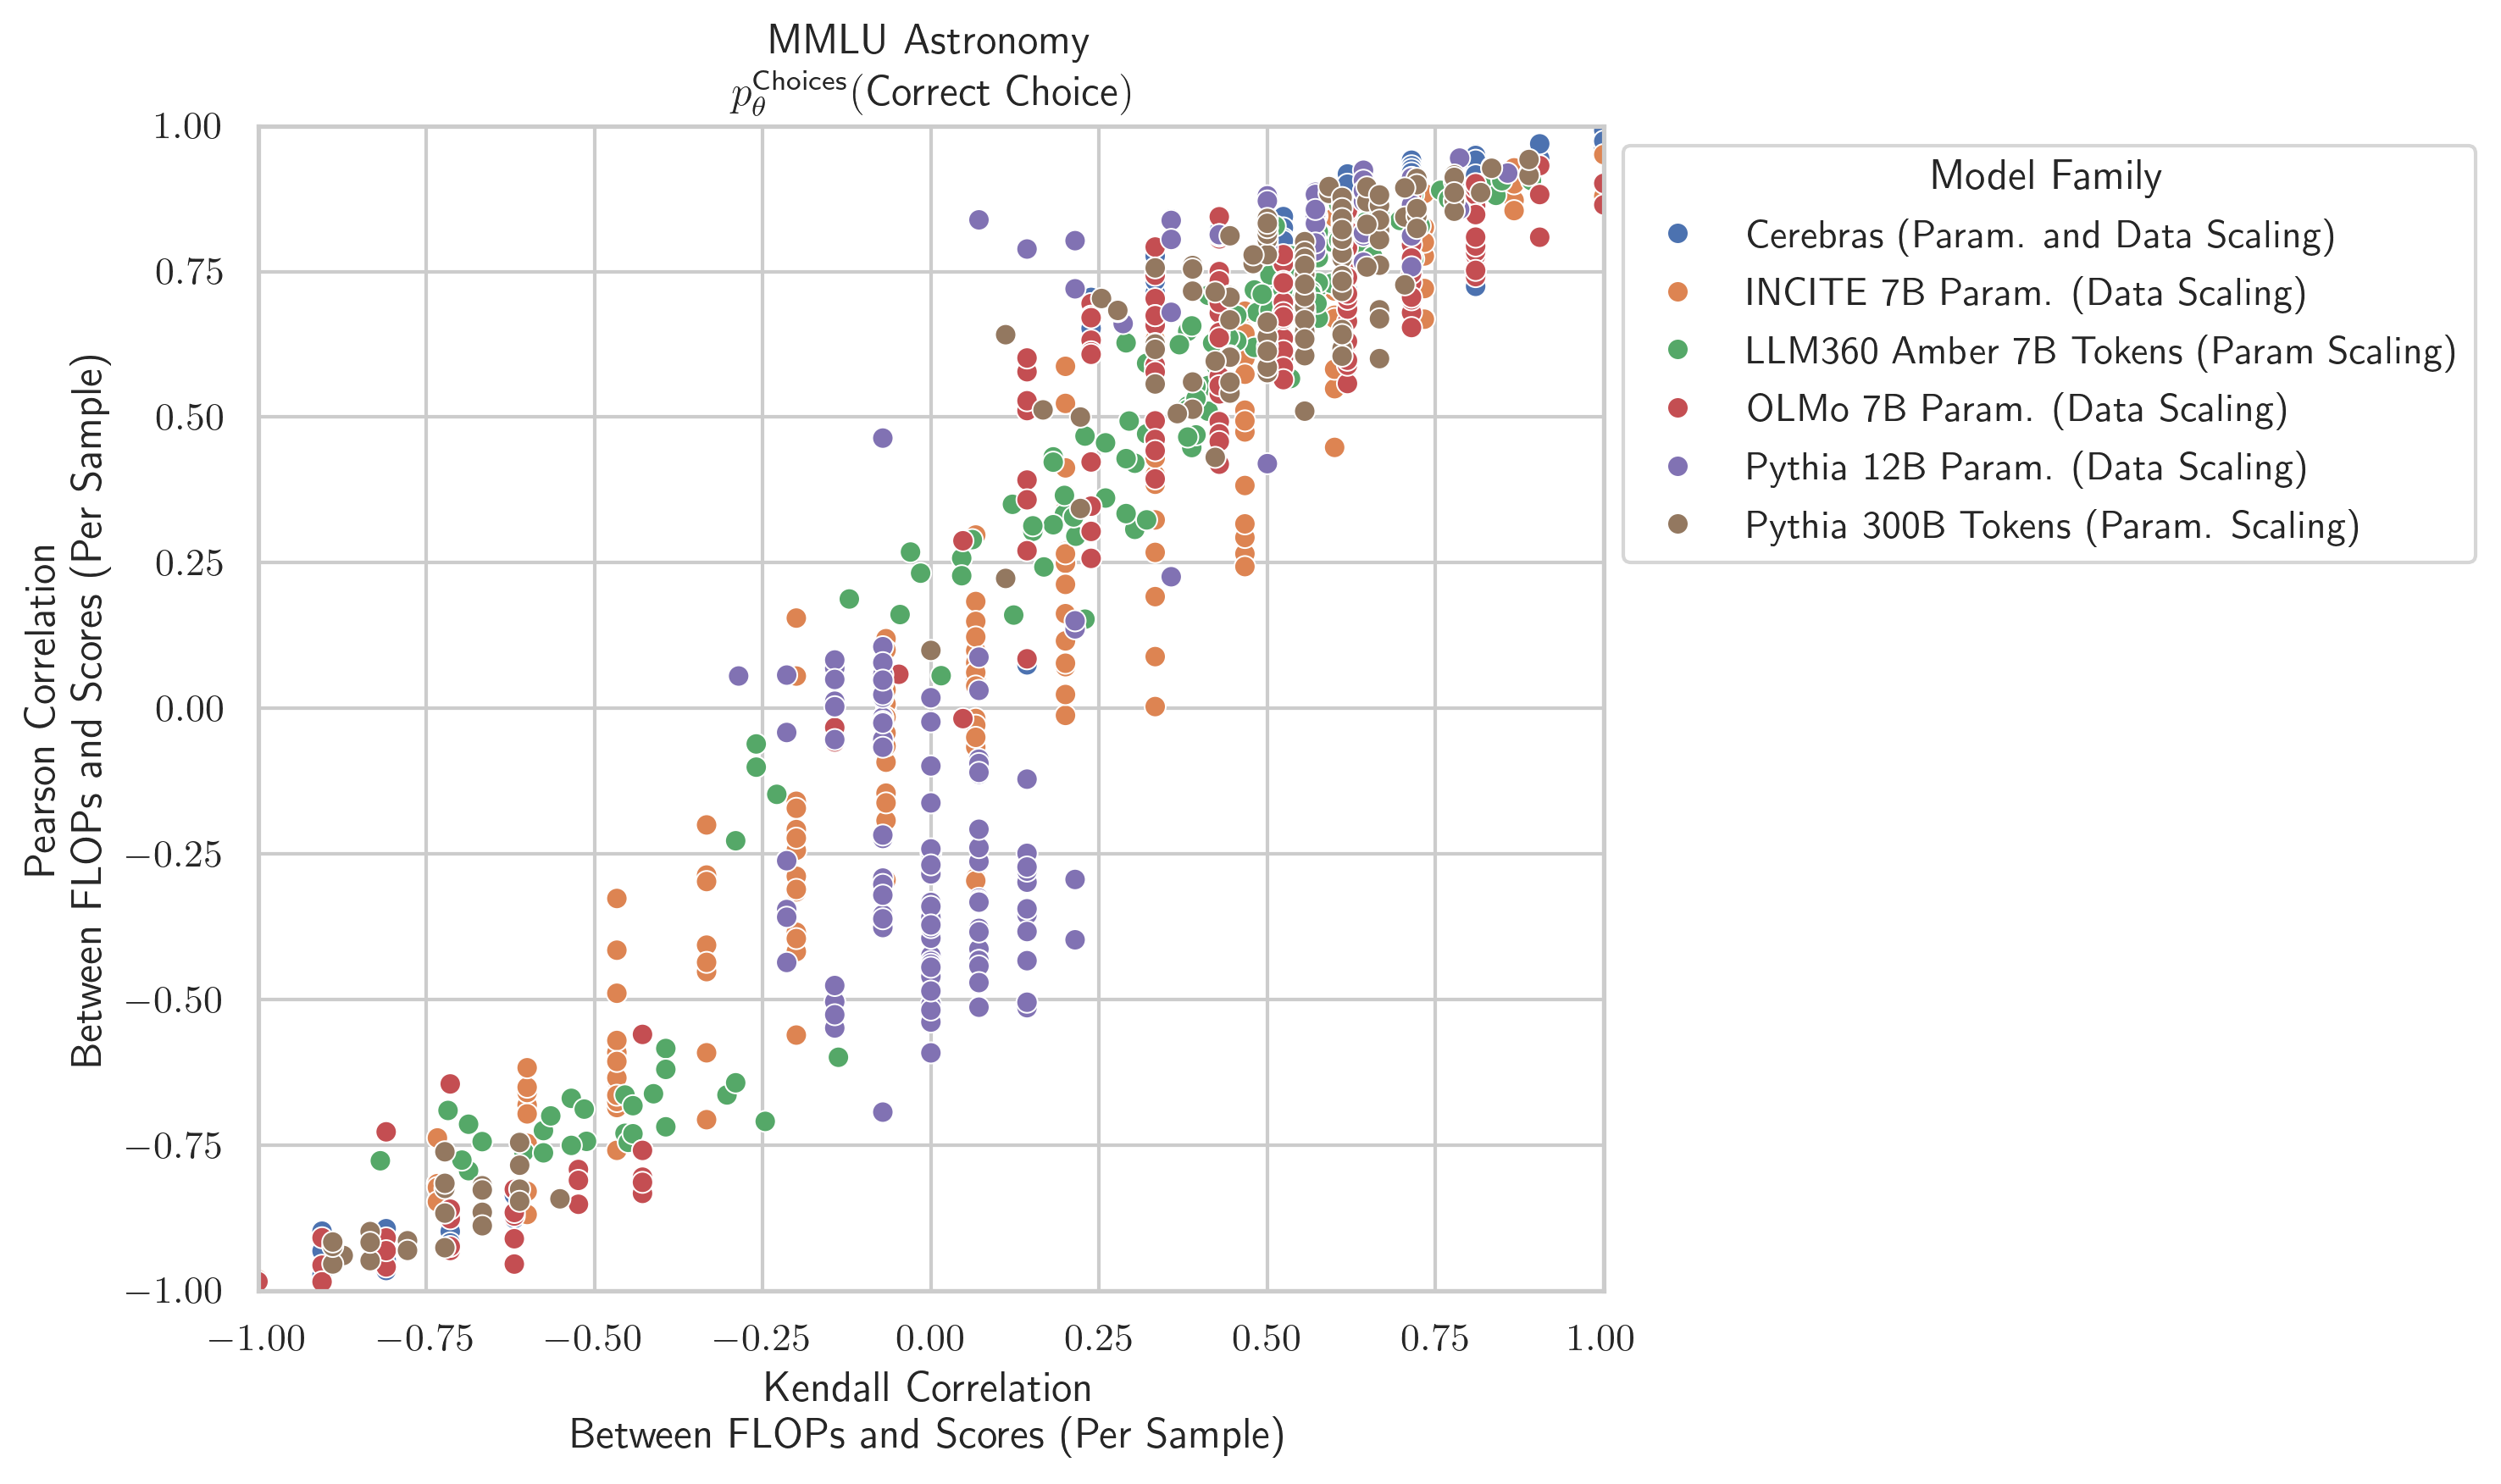 MMLU Astronomy
p_θ^Choices(Correct Choice)
1.00
0.75
0.50
0.25
0.00
−0.25
−0.50
−0.75
−1.00
Pearson Correlation
Between FLOPs and Scores (Per Sample)
−1.00 −0.75 −0.50 −0.25 0.00 0.25 0.50 0.75 1.00
Kendall Correlation
Between FLOPs and Scores (Per Sample)
Model Family
Cerebras (Param. and Data Scaling)
INCITE 7B Param. (Data Scaling)
LLM360 Amber 7B Tokens (Param Scaling)
OLMo 7B Param. (Data Scaling)
Pythia 12B Param. (Data Scaling)
Pythia 300B Tokens (Param. Scaling)